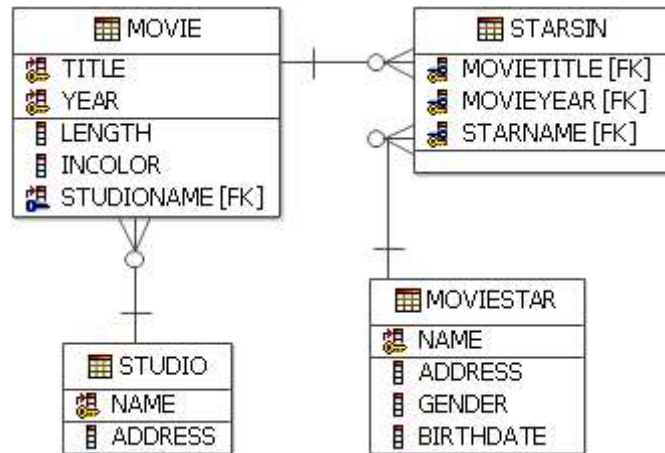 MOVIE
TITLE
YEAR
LENGTH
INCOLOR
STUDIONAME [FK]
STARSIN
MOVIETITLE [FK]
MOVIEYEAR [FK]
STARNAME [FK]
STUDIO
NAME
ADDRESS
MOVIESTAR
NAME
ADDRESS
GENDER
BIRTHDATE